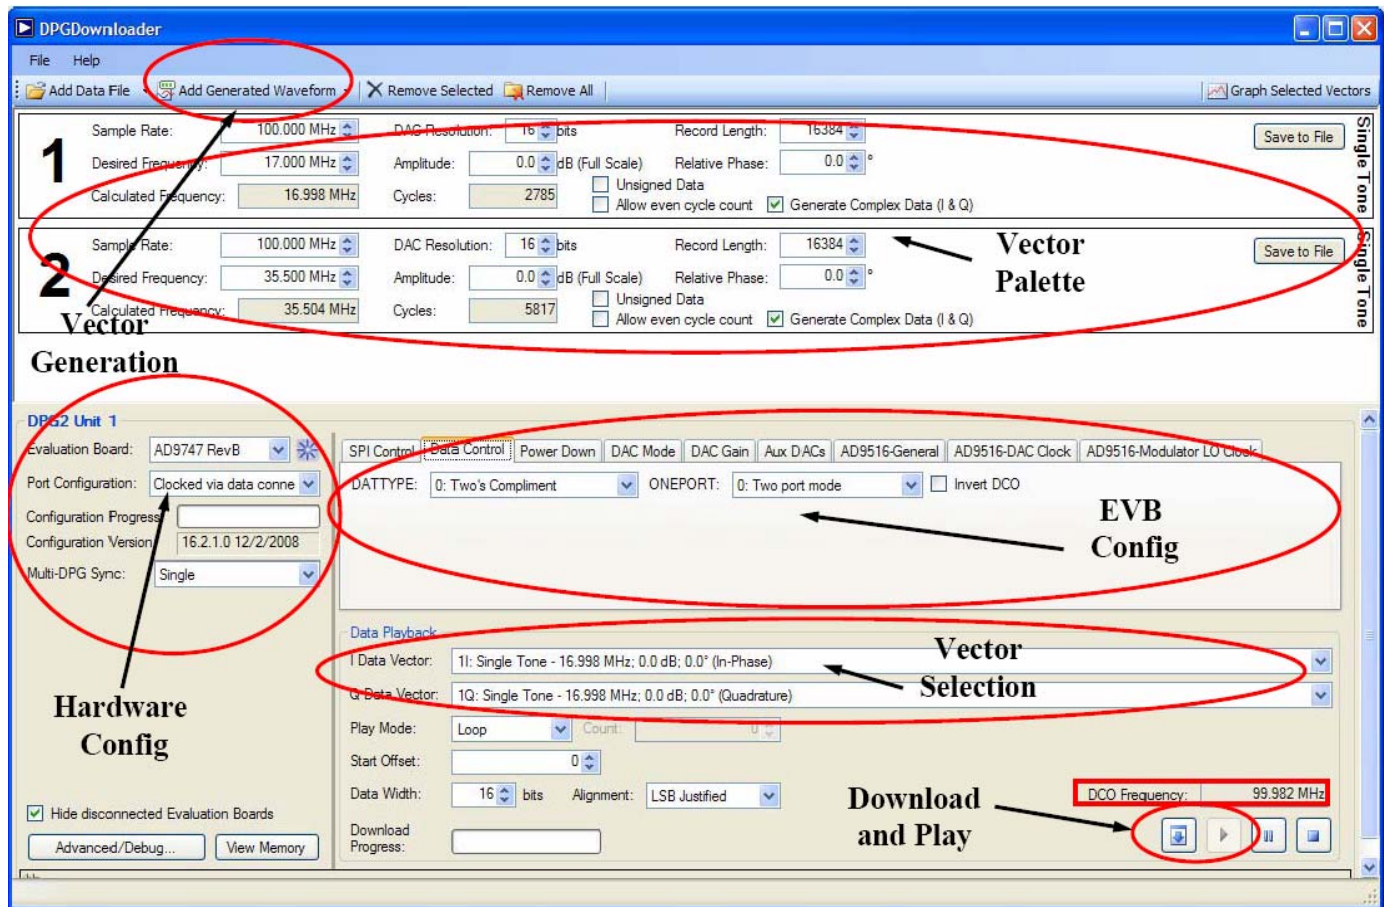 DPGDownloader
File Help
Add Data File Add Generated Waveform Remove Selected Remove All Graph Selected Vectors
1
Sample Rate: 100.000 MHz DAC Resolution: 16 bits Record Length: 16384 Save to File
Desired Frequency: 17.000 MHz Amplitude: 0.0 dB (Full Scale) Relative Phase: 0.0 °
Calculated Frequency: 16.998 MHz Cycles: 2785 Unsigned Data
Allow even cycle count Generate Complex Data (I & Q)
Single Tone
2
Sample Rate: 100.000 MHz DAC Resolution: 16 bits Record Length: 16384 Save to File
Desired Frequency: 35.500 MHz Amplitude: 0.0 dB (Full Scale) Relative Phase: 0.0 °
Calculated Frequency: 35.504 MHz Cycles: 5817 Unsigned Data
Allow even cycle count Generate Complex Data (I & Q)
Single Tone
Vector
Palette
Vector
Generation
DPG2 Unit 1
Evaluation Board: AD9747 RevB
Port Configuration: Clocked via data conne
Configuration Progress
Configuration Version 16.2.1.0 12/2/2008
Multi-DPG Sync: Single
Hardware
Config
Hide disconnected Evaluation Boards
Advanced/Debug... View Memory
SPI Control Data Control Power Down DAC Mode DAC Gain Aux DACs AD9516-General AD9516-DAC Clock AD9516-Modulator LO Clock
DATTYPE: 0: Two's Compliment ONEPORT: 0: Two port mode Invert DCO
EVB
Config
Data Playback
I Data Vector: 1I: Single Tone - 16.998 MHz; 0.0 dB; 0.0° (In-Phase)
Q Data Vector: 1Q: Single Tone - 16.998 MHz; 0.0 dB; 0.0° (Quadrature)
Vector
Selection
Play Mode: Loop Count: 0
Start Offset: 0
Data Width: 16 bits Alignment: LSB Justified
Download
Progress:
Download
and Play
DCO Frequency: 99.982 MHz